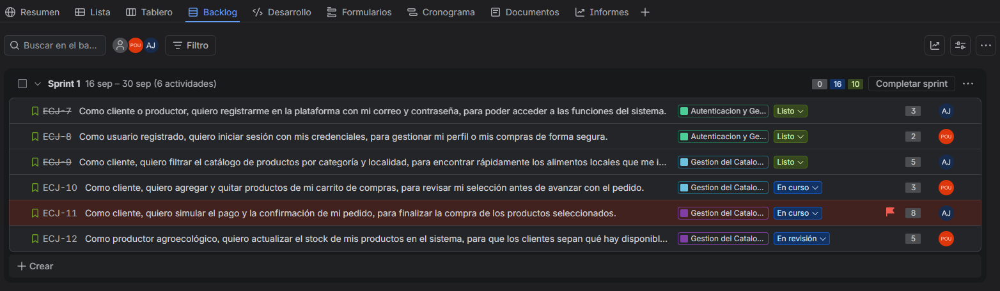 Resumen Lista Tablero Backlog Desarrollo Formularios Cronograma Documentos Informes
Buscar en el ba... POU AJ Filtro
Sprint 1 16 sep – 30 sep (6 actividades) 0 16 10 Completar sprint
ECJ-7 Como cliente o productor, quiero registrarme en la plataforma con mi correo y contraseña, para poder acceder a las funciones del sistema. Autenticacion y Ge... Listo 3 AJ
ECJ-8 Como usuario registrado, quiero iniciar sesión con mis credenciales, para gestionar mi perfil o mis compras de forma segura. Autenticacion y Ge... Listo 2 POU
ECJ-9 Como cliente, quiero filtrar el catálogo de productos por categoría y localidad, para encontrar rápidamente los alimentos locales que me i... Gestion del Catalo... Listo 5 AJ
ECJ-10 Como cliente, quiero agregar y quitar productos de mi carrito de compras, para revisar mi selección antes de avanzar con el pedido. Gestion del Catalo... En curso 3 POU
ECJ-11 Como cliente, quiero simular el pago y la confirmación de mi pedido, para finalizar la compra de los productos seleccionados. Gestion del Catalo... En curso 8 AJ
ECJ-12 Como productor agroecológico, quiero actualizar el stock de mis productos en el sistema, para que los clientes sepan qué hay disponibl... Gestion del Catalo... En revisión 5 POU
Crear